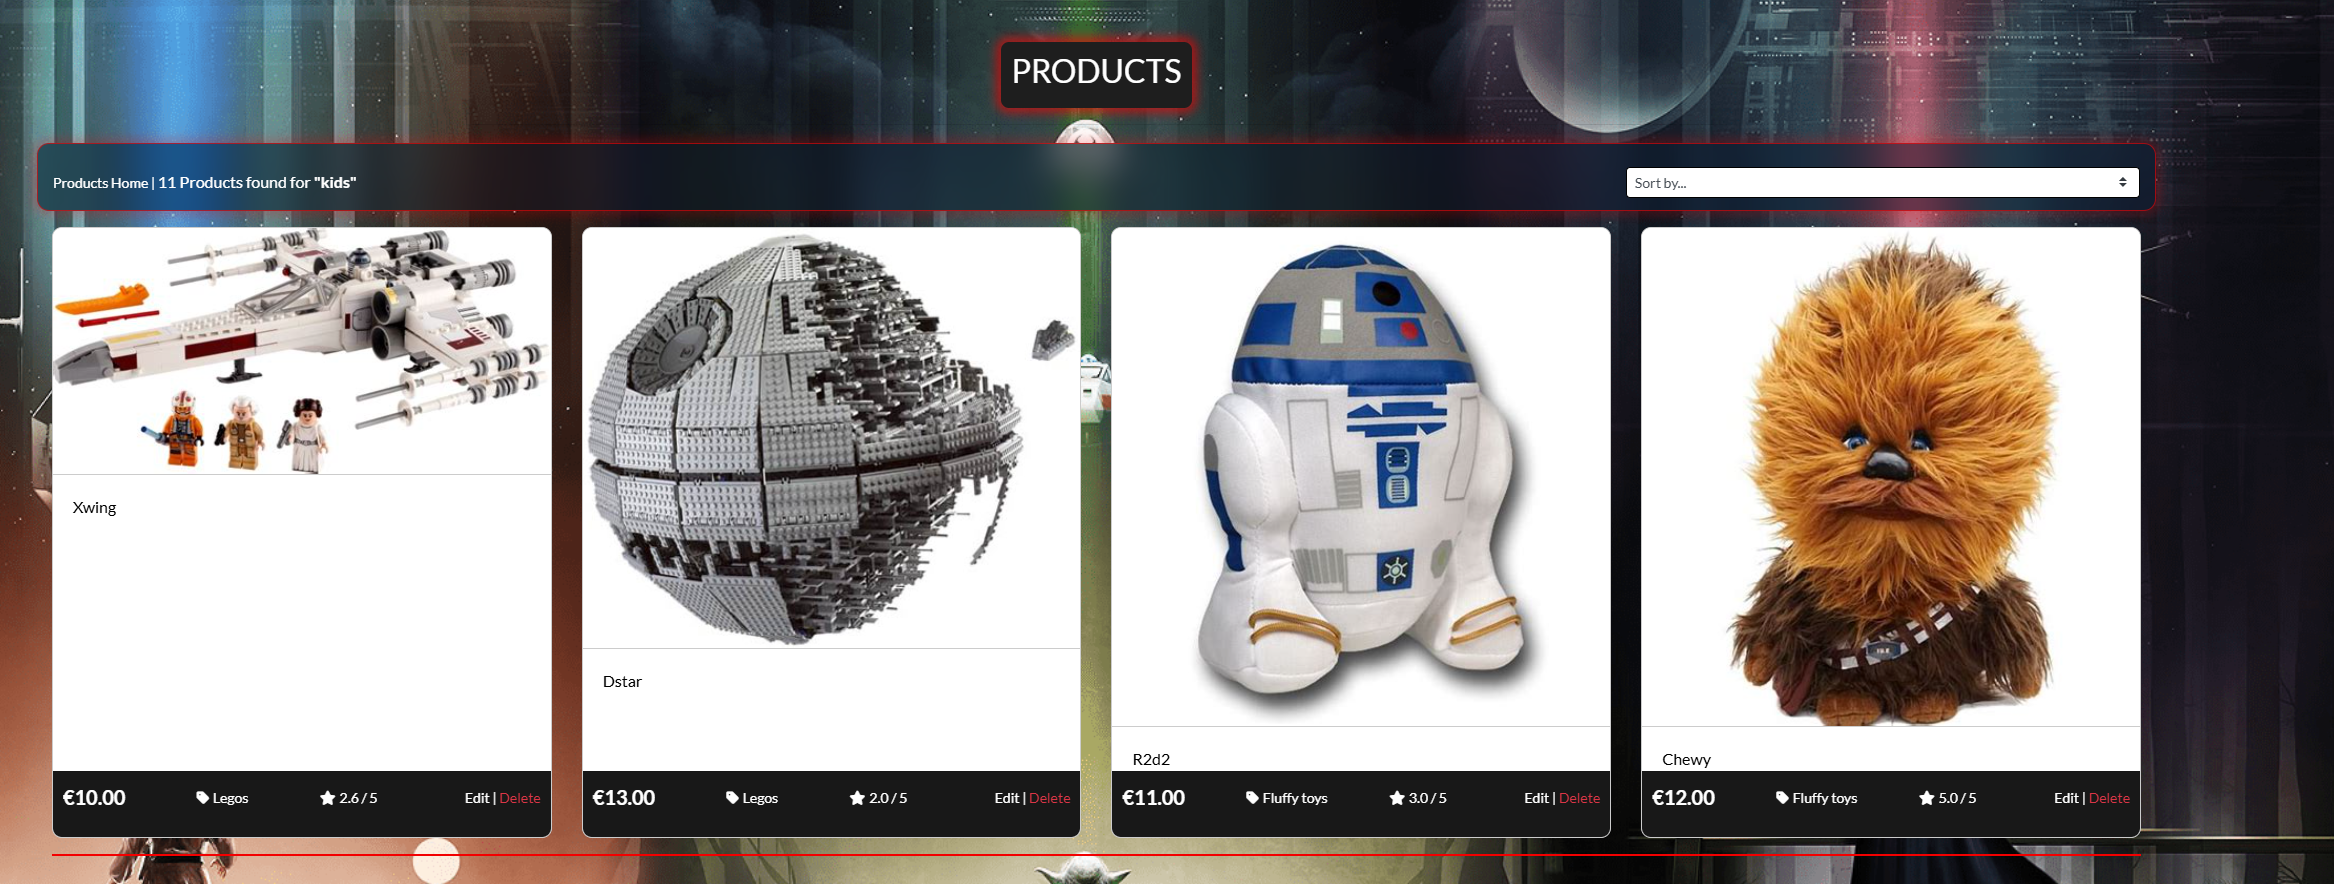 PRODUCTS
Products Home | 11 Products found for "kids"
Sort by...
Xwing
€10.00 Legos 2.6 / 5 Edit | Delete
Dstar
€13.00 Legos 2.0 / 5 Edit | Delete
R2d2
€11.00 Fluffy toys 3.0 / 5 Edit | Delete
Chewy
€12.00 Fluffy toys 5.0 / 5 Edit | Delete